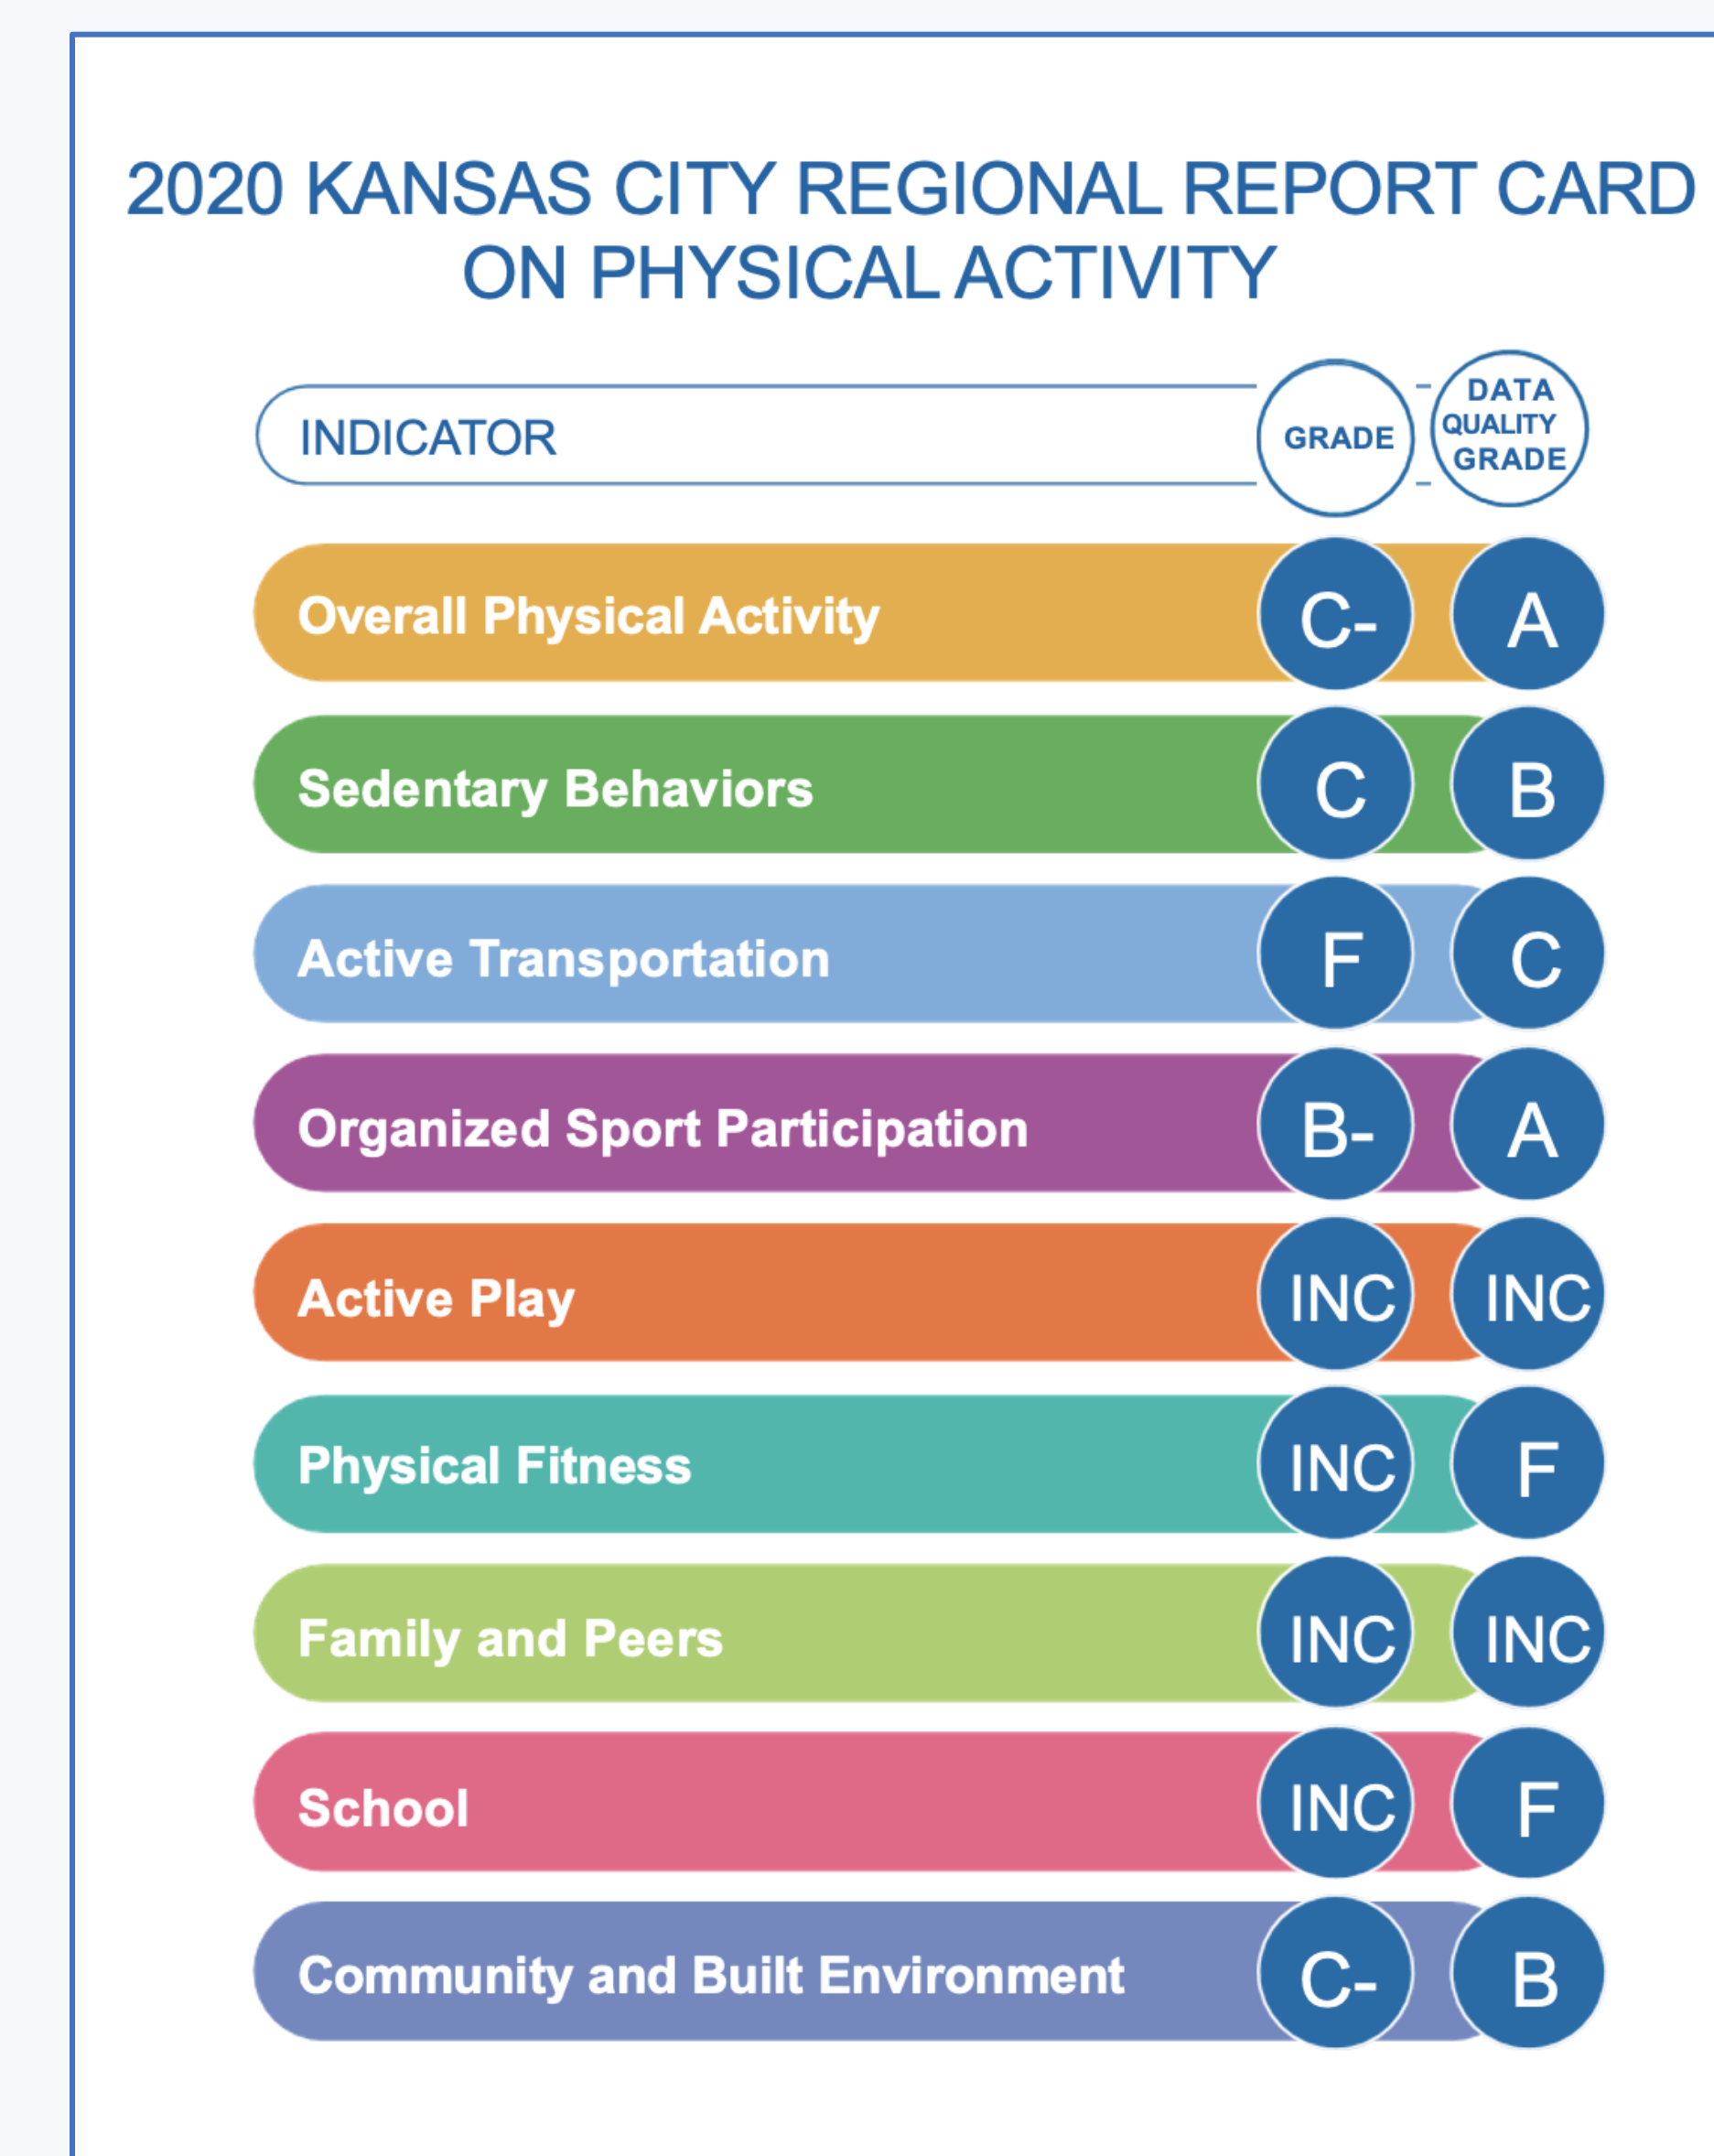 2020 KANSAS CITY REGIONAL REPORT CARD
ON PHYSICAL ACTIVITY
INDICATOR
GRADE
DATA
QUALITY
GRADE
Overall Physical Activity C- A
Sedentary Behaviors C B
Active Transportation F C
Organized Sport Participation B- A
Active Play INC INC
Physical Fitness INC F
Family and Peers INC INC
School INC F
Community and Built Environment C- B